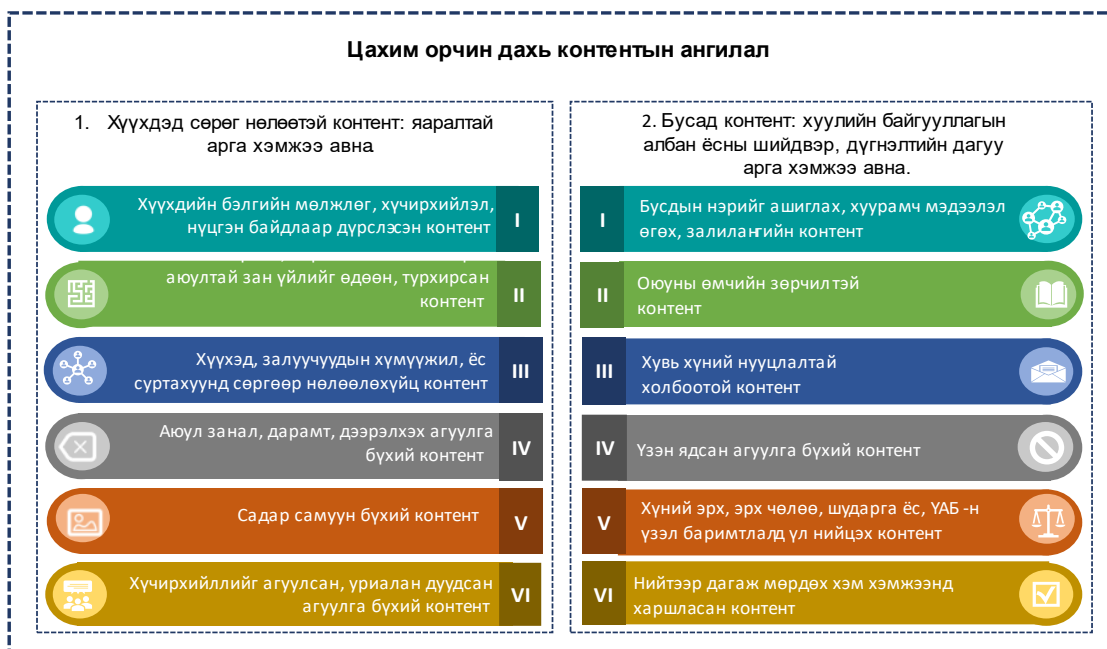 Цахим орчин дахь контентын ангилал
1. Хүүхдэд сөрөг нөлөөтэй контент: яаралтай
арга хэмжээ авна
Хүүхдийн бэлгийн мөлжлөг, хүчирхийлэл,
нүцгэн байдлаар дүрслэсэн контент
I
аюултай зан үйлийг өдөөн, турхирсан
контент
II
Хүүхэд, залуучуудын хүмүүжил, ёс
суртахуунд сөргөөр нөлөөлөхүйц контент
III
Аюул занал, дарамт, дээрэлхэх агуулга
бүхий контент
IV
Садар самуун бүхий контент
V
Хүчирхийллийг агуулсан, уриалан дуудсан
агуулга бүхий контент
VI
2. Бусад контент: хуулийн байгууллагын
албан ёсны шийдвэр, дүгнэлтийн дагуу
арга хэмжээ авна.
I
Бусдын нэрийг ашиглах, хуурамч мэдээлэл
өгөх, залилангийн контент
II
Оюуны өмчийн зөрчилтэй
контент
III
Хувь хүний нууцлалтай
холбоотой контент
IV
Үзэн ядсан агуулга бүхий контент
V
Хүний эрх, эрх чөлөө, шударга ёс, ҮАБ -н
үзэл баримтлалд үл нийцэх контент
VI
Нийтээр дагаж мөрдөх хэм хэмжээнд
харшласан контент